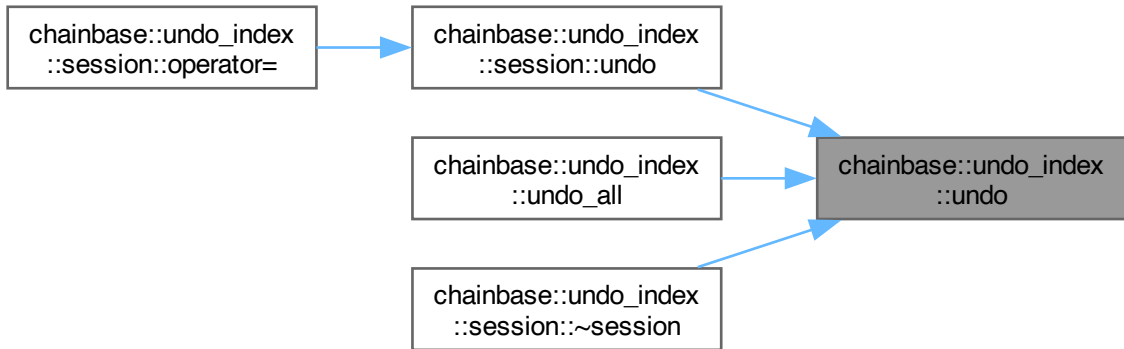 chainbase::undo_index
::session::operator=
chainbase::undo_index
::session::undo
chainbase::undo_index
::undo_all
chainbase::undo_index
::session::~session
chainbase::undo_index
::undo